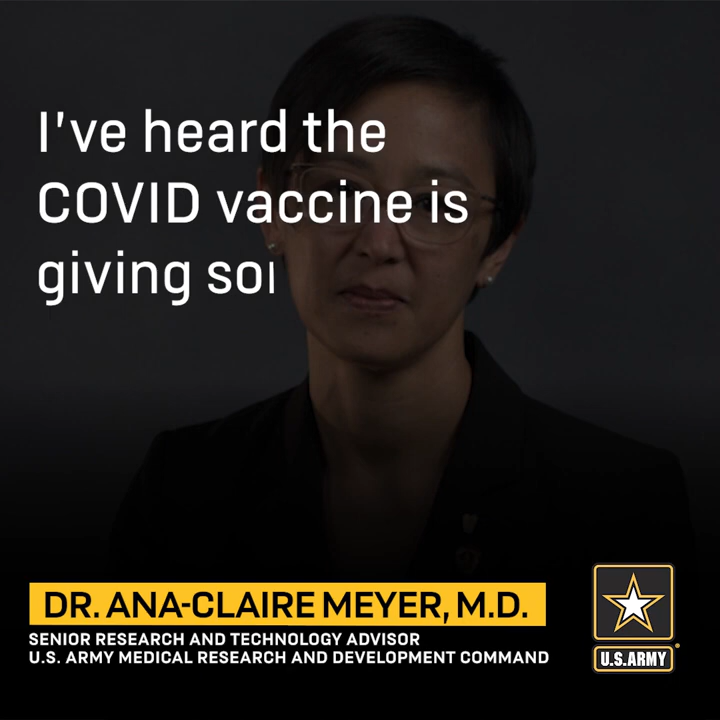 I've heard the
COVID vaccine is
giving
DR. ANA-CLAIRE MEYER, M.D.
SENIOR RESEARCH AND TECHNOLOGY ADVISOR
U.S. ARMY MEDICAL RESEARCH AND DEVELOPMENT COMMAND
U.S.ARMY